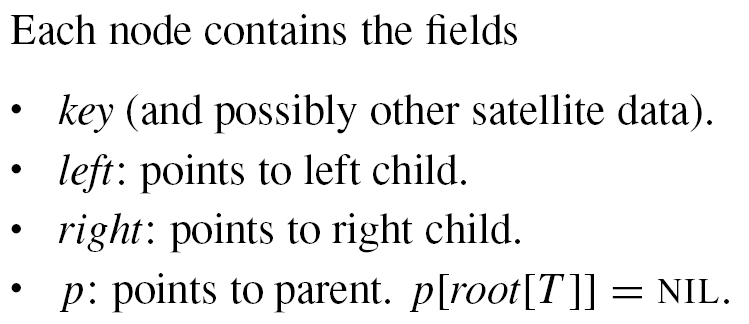 Each node contains the fields
• key (and possibly other satellite data).
• left: points to left child.
• right: points to right child.
• p: points to parent. p[root[T]] = NIL.